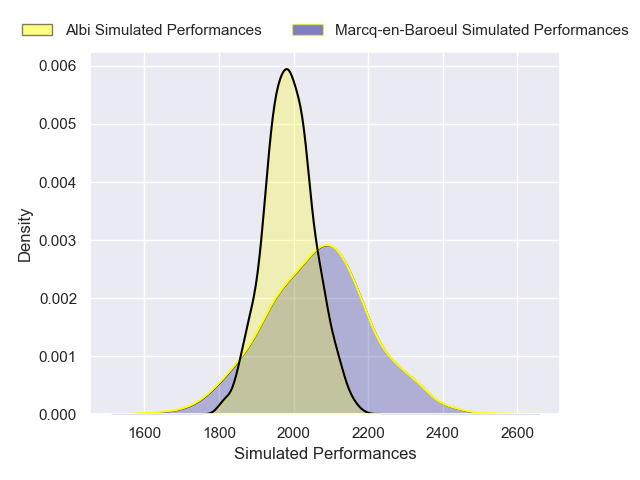 Albi Simulated Performances
Marcq-en-Baroeul Simulated Performances
0.006
0.005
0.004
0.003
0.002
0.001
0.000
Density
1600 1800 2000 2200 2400 2600
Simulated Performances